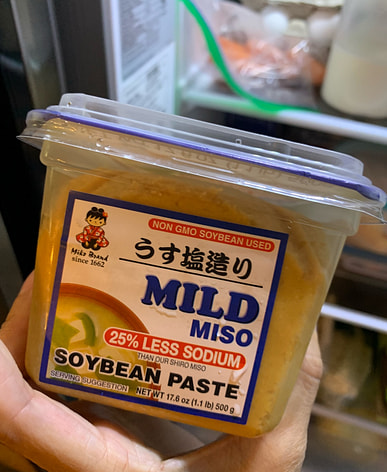 NON GMO SOYBEAN USED
うす塩造り
Miko Brand
since 1662
MILD
MISO
25% LESS SODIUM
THAN OUR SHIRO MISO
SOYBEAN PASTE
SERVING SUGGESTION
NET WT 17.6 oz (1.1 lb) 500 g